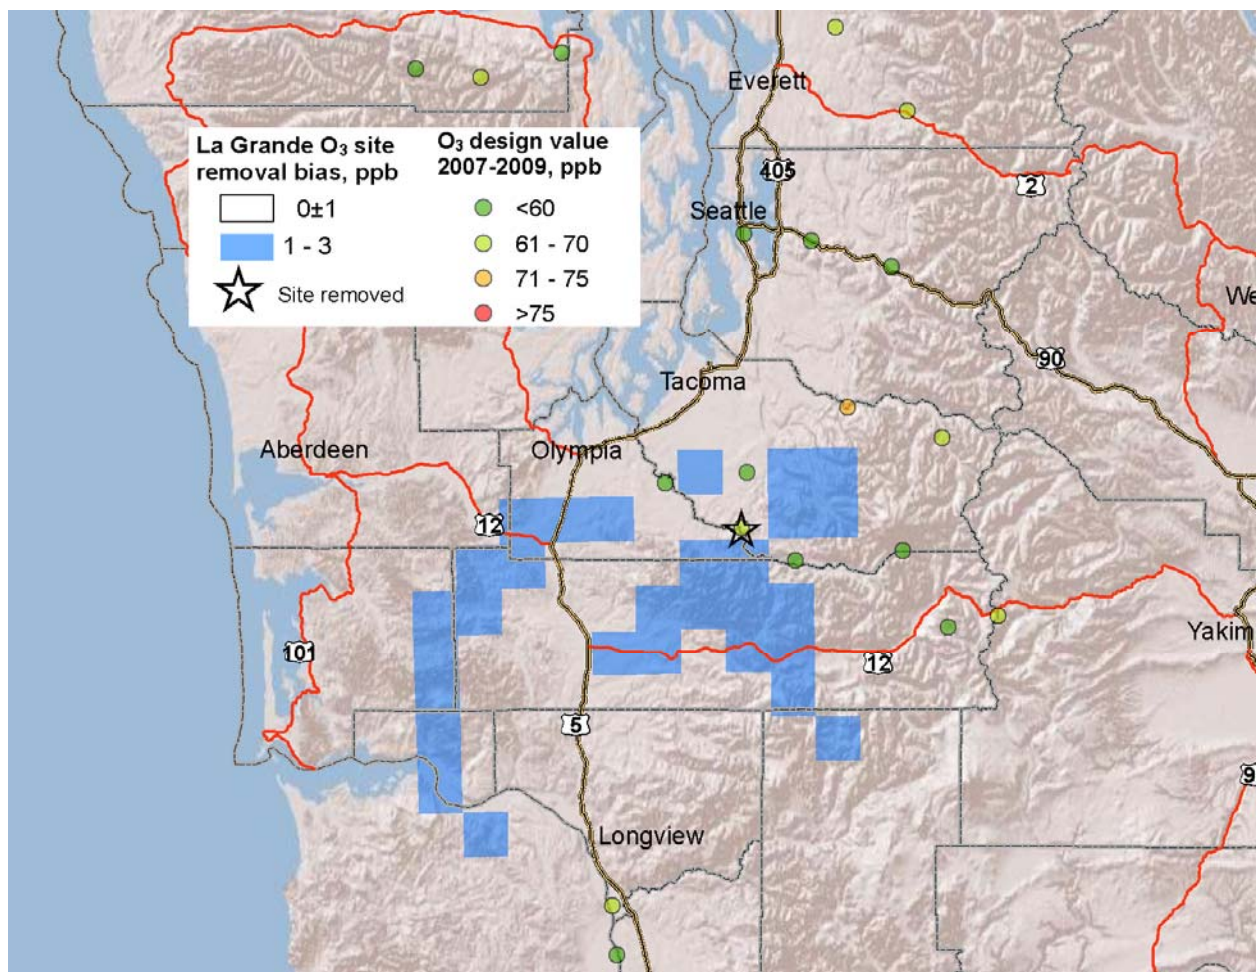 Everett
405
2
Seattle
La Grande O₃ site
removal bias, ppb
0±1
1 - 3
Site removed
O₃ design value
2007-2009, ppb
<60
61 - 70
71 - 75
>75
We
90
Tacoma
Aberdeen
Olympia
12
Yakim
101
12
5
9
Longview